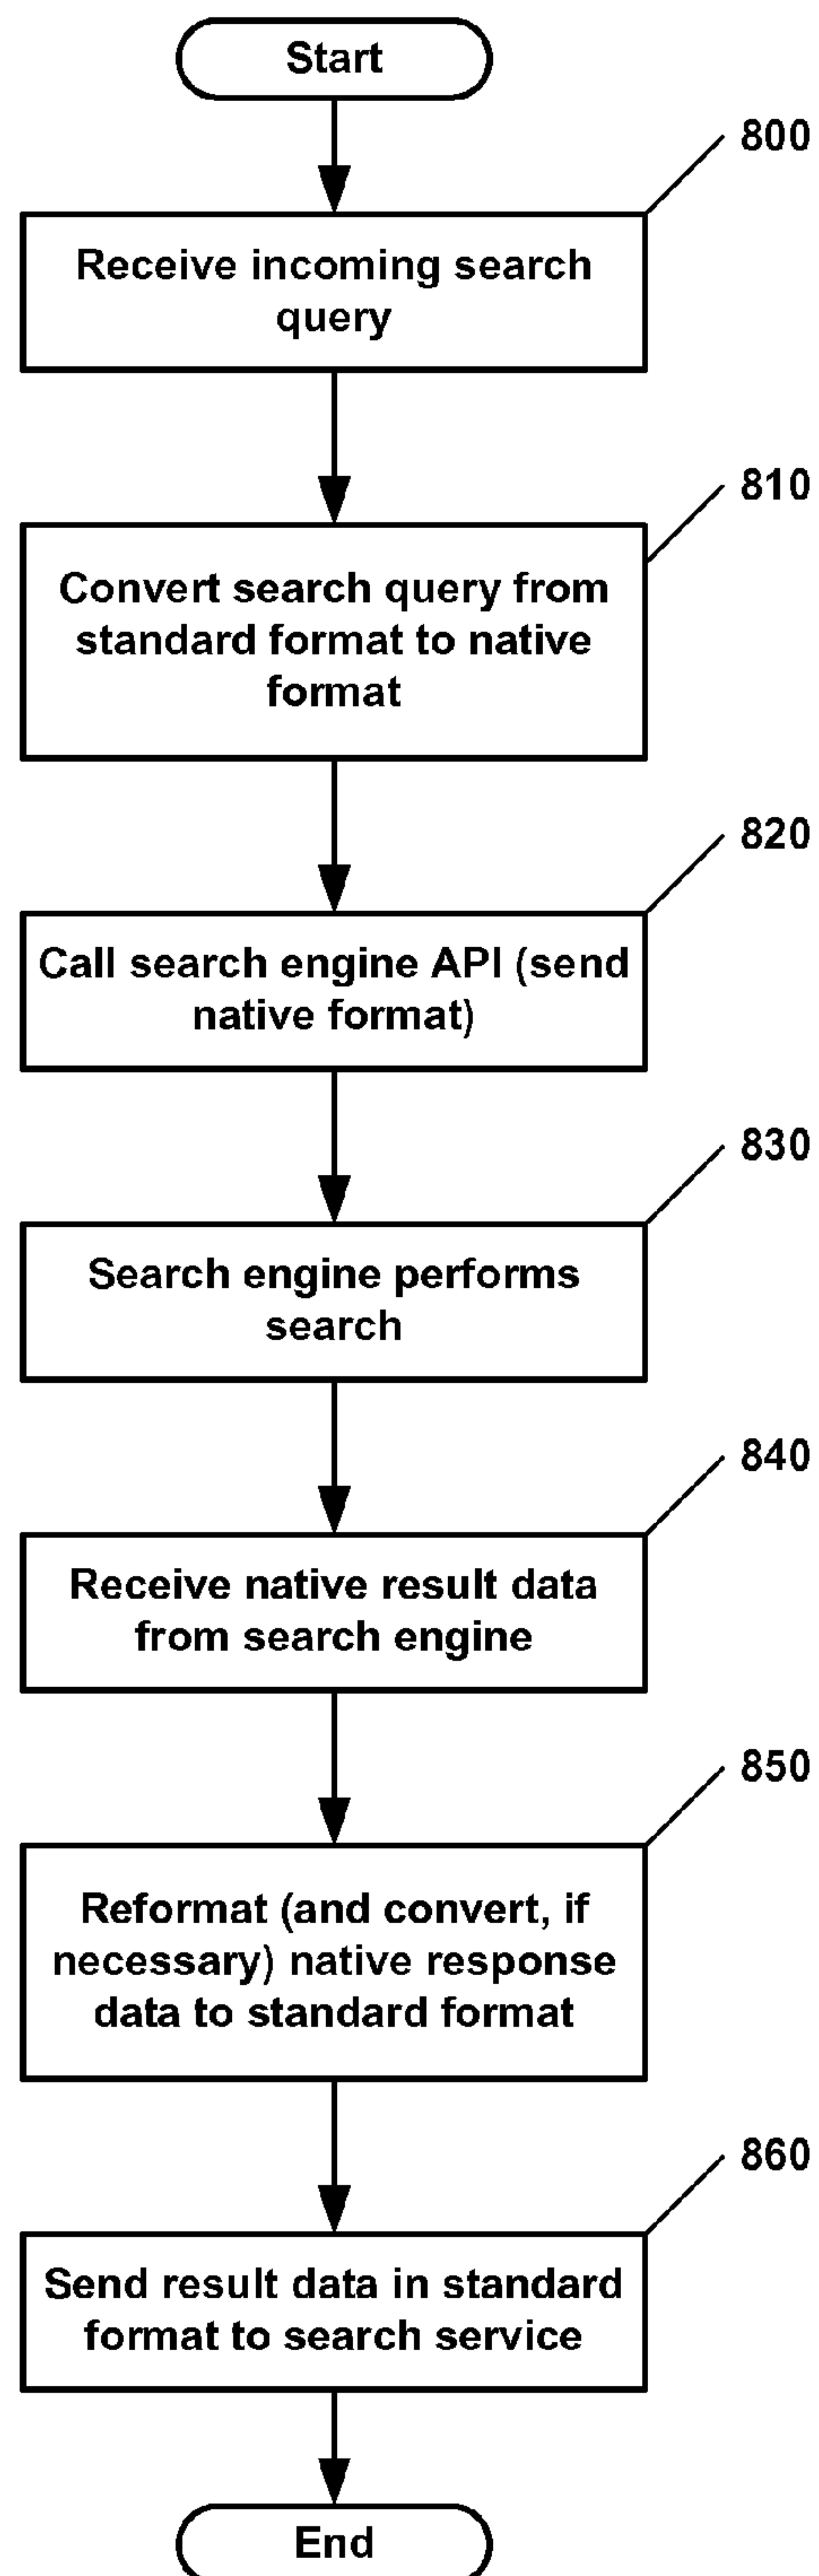 Start
800
Receive incoming search
query
810
Convert search query from
standard format to native
format
820
Call search engine API (send
native format)
830
Search engine performs
search
840
Receive native result data
from search engine
850
Reformat (and convert, if
necessary) native response
data to standard format
860
Send result data in standard
format to search service
End